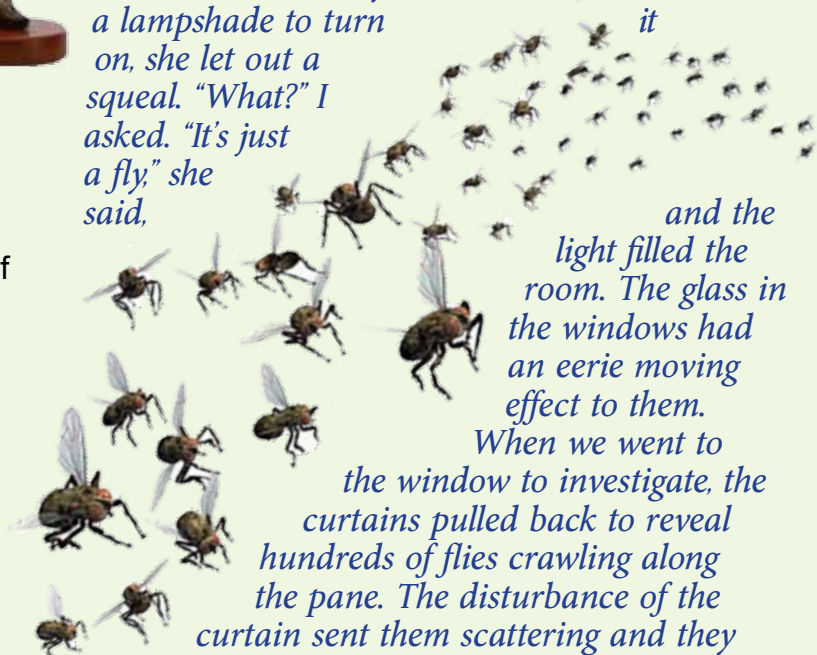 a lampshade to turn it
on, she let out a
squeal. “What?” I
asked. “It’s just
a fly,” she
said,
and the
f
light filled the
room. The glass in
the windows had
an eerie moving
effect to them.
When we went to
the window to investigate, the
curtains pulled back to reveal
hundreds of flies crawling along
the pane. The disturbance of the
curtain sent them scattering and they